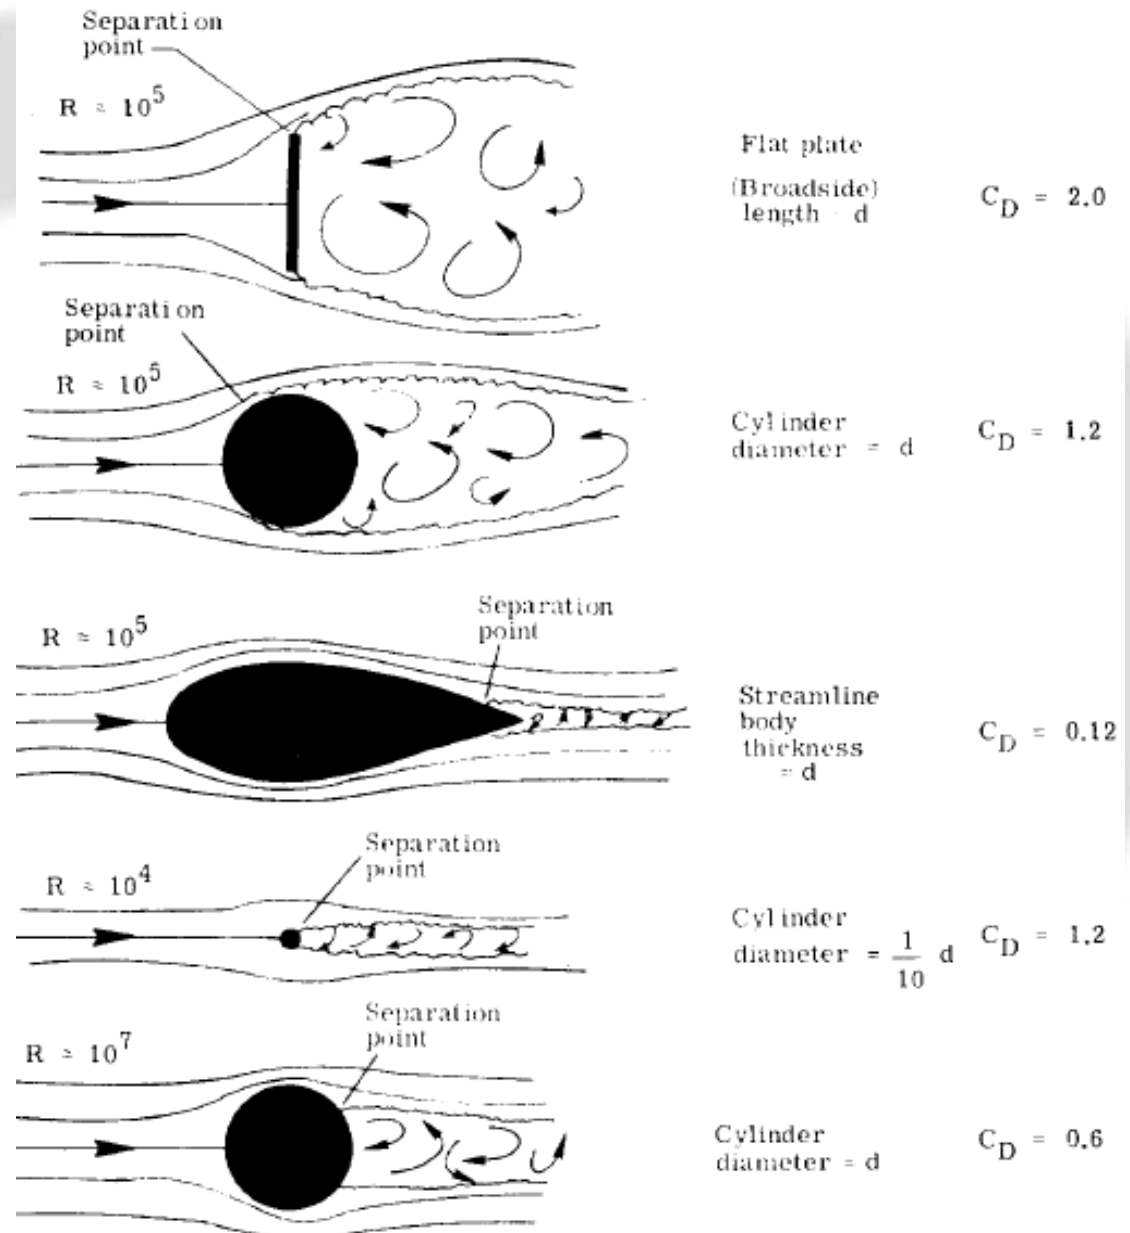 Separation
point
R ≈ 10^5
Flat plate
(Broadside)
length d
C_D = 2.0
Separation
point
R ≈ 10^5
Cylinder
diameter = d
C_D = 1.2
Separation
point
R ≈ 10^5
Streamline
body
thickness
= d
C_D = 0.12
Separation
point
R ≈ 10^4
Cylinder
diameter = 1/10 d
C_D = 1.2
Separation
point
R ≈ 10^7
Cylinder
diameter = d
C_D = 0.6